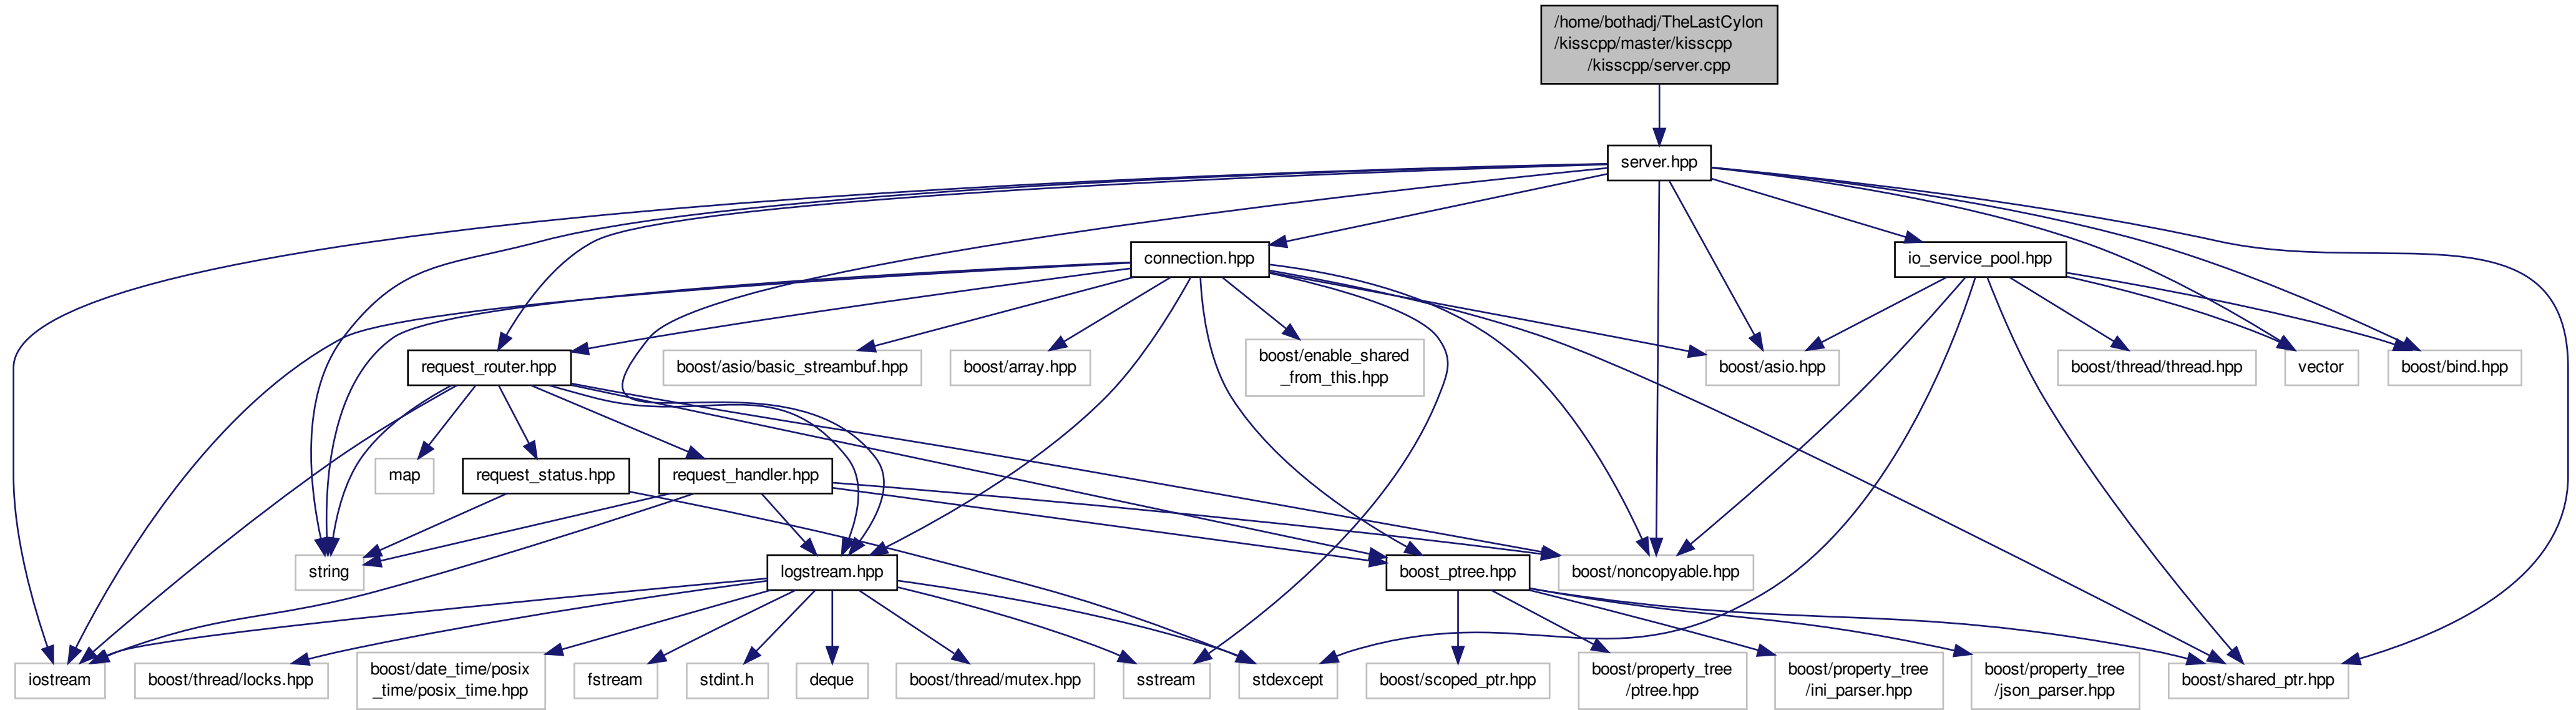 /home/bothadj/TheLastCylon
/kisscpp/master/kisscpp
/kisscpp/server.cpp
server.hpp
connection.hpp
io_service_pool.hpp
request_router.hpp
boost/asio/basic_streambuf.hpp
boost/array.hpp
boost/enable_shared
_from_this.hpp
boost/asio.hpp
boost/thread/thread.hpp
vector
boost/bind.hpp
map
request_status.hpp
request_handler.hpp
string
logstream.hpp
boost_ptree.hpp
boost/noncopyable.hpp
iostream
boost/thread/locks.hpp
boost/date_time/posix
_time/posix_time.hpp
fstream
stdint.h
deque
boost/thread/mutex.hpp
sstream
stdexcept
boost/scoped_ptr.hpp
boost/property_tree
/ptree.hpp
boost/property_tree
/ini_parser.hpp
boost/property_tree
/json_parser.hpp
boost/shared_ptr.hpp